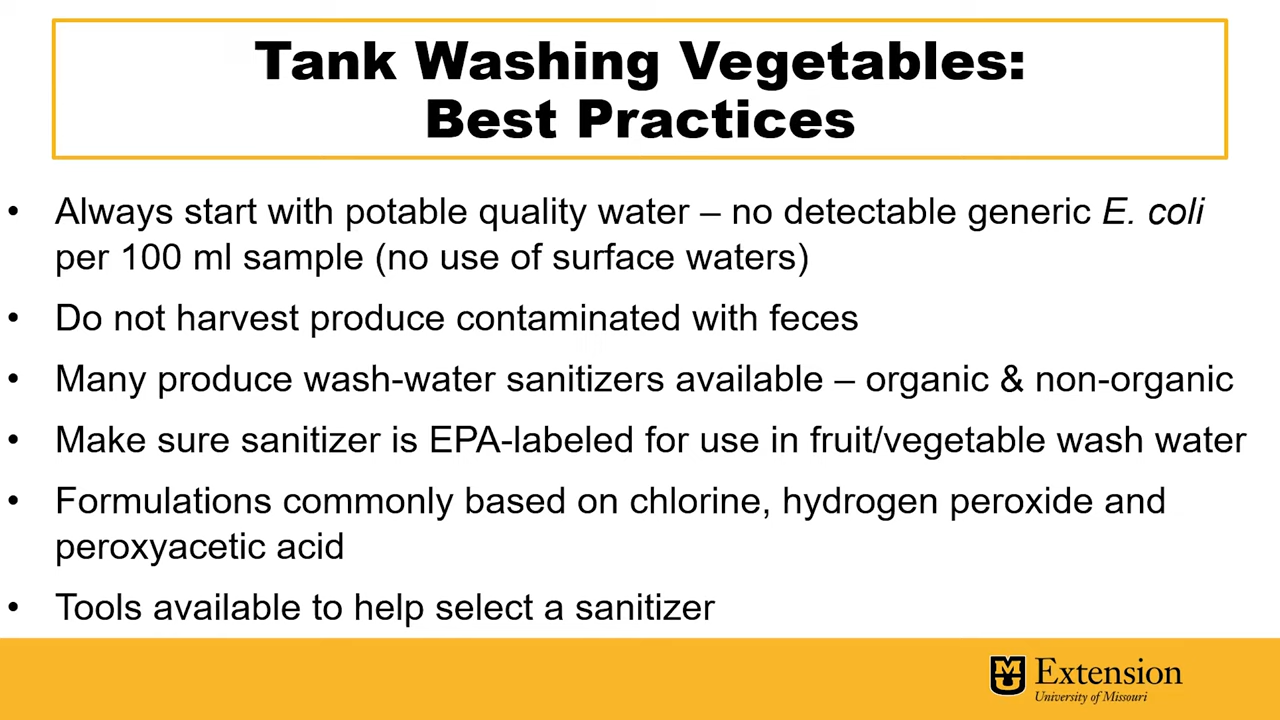 Tank Washing Vegetables:
Best Practices
• Always start with potable quality water – no detectable generic E. coli
per 100 ml sample (no use of surface waters)
• Do not harvest produce contaminated with feces
• Many produce wash-water sanitizers available – organic & non-organic
• Make sure sanitizer is EPA-labeled for use in fruit/vegetable wash water
• Formulations commonly based on chlorine, hydrogen peroxide and
peroxyacetic acid
• Tools available to help select a sanitizer
MU Extension
University of Missouri